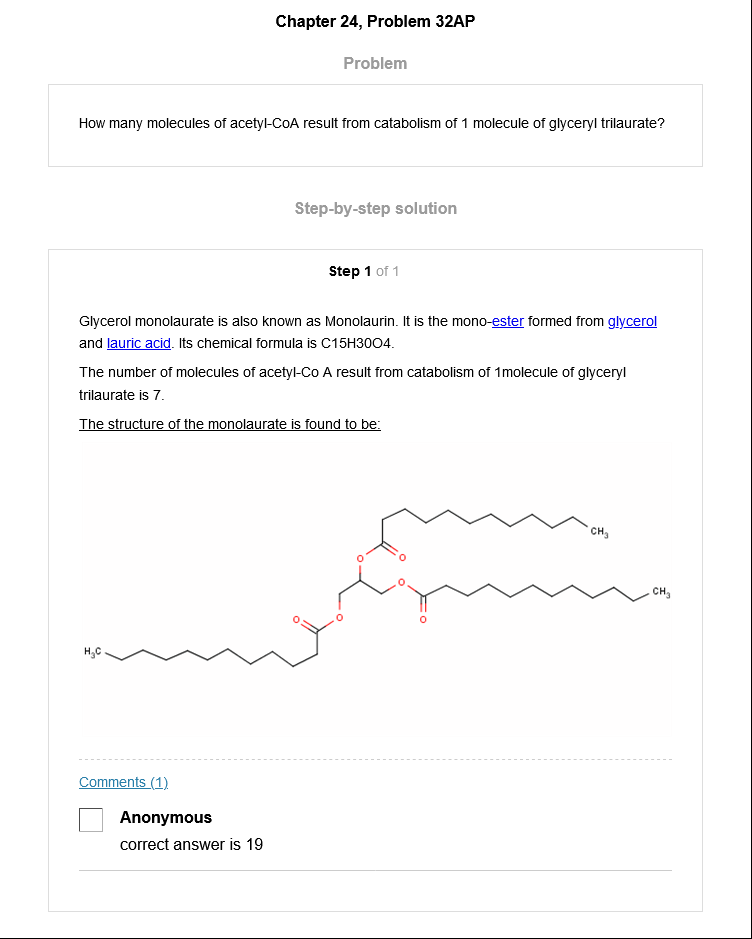 Chapter 24, Problem 32AP
Problem
How many molecules of acetyl-CoA result from catabolism of 1 molecule of glyceryl trilaurate?
Step-by-step solution
Step 1 of 1
Glycerol monolaurate is also known as Monolaurin. It is the mono-ester formed from glycerol
and lauric acid. Its chemical formula is C15H30O4.
The number of molecules of acetyl-Co A result from catabolism of 1molecule of glyceryl
trilaurate is 7.
The structure of the monolaurate is found to be:
CH3
O
O
O
CH3
O
O
O
H3C
Comments (1)
Anonymous
correct answer is 19